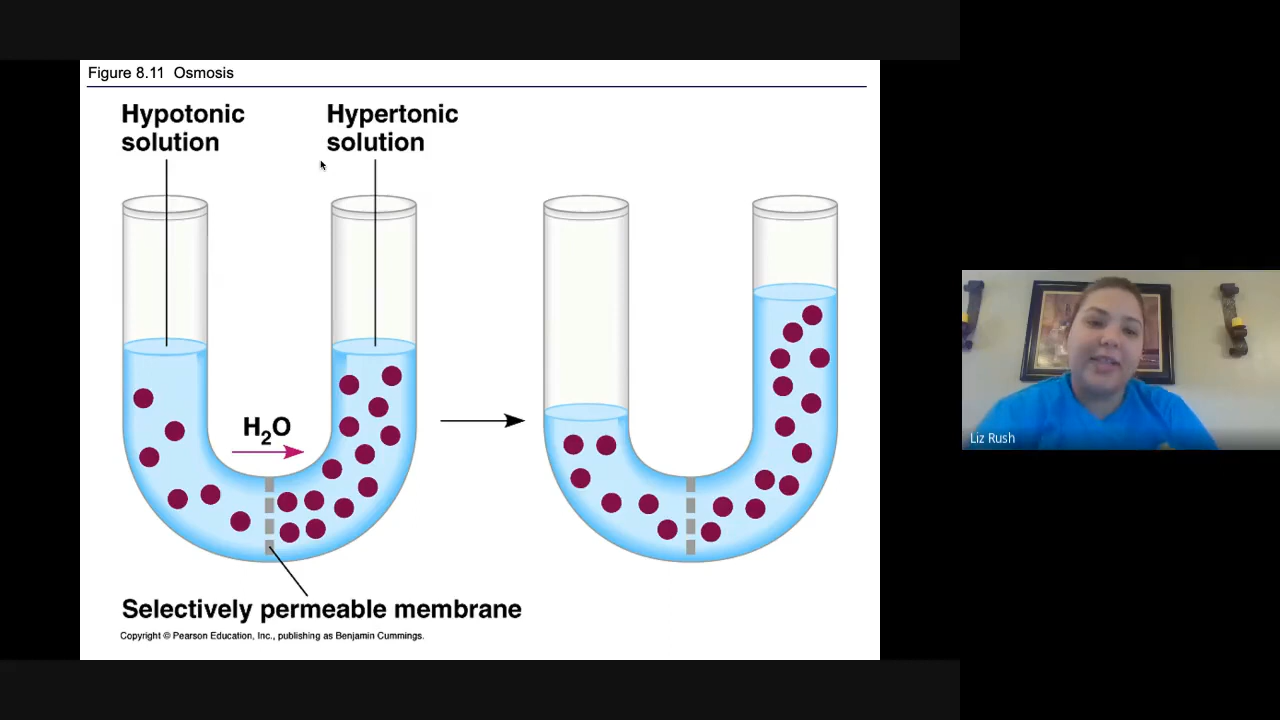 Figure 8.11 Osmosis
Hypotonic
solution
Hypertonic
solution
H₂O
Selectively permeable membrane
Copyright © Pearson Education, Inc., publishing as Benjamin Cummings.
Liz Rush